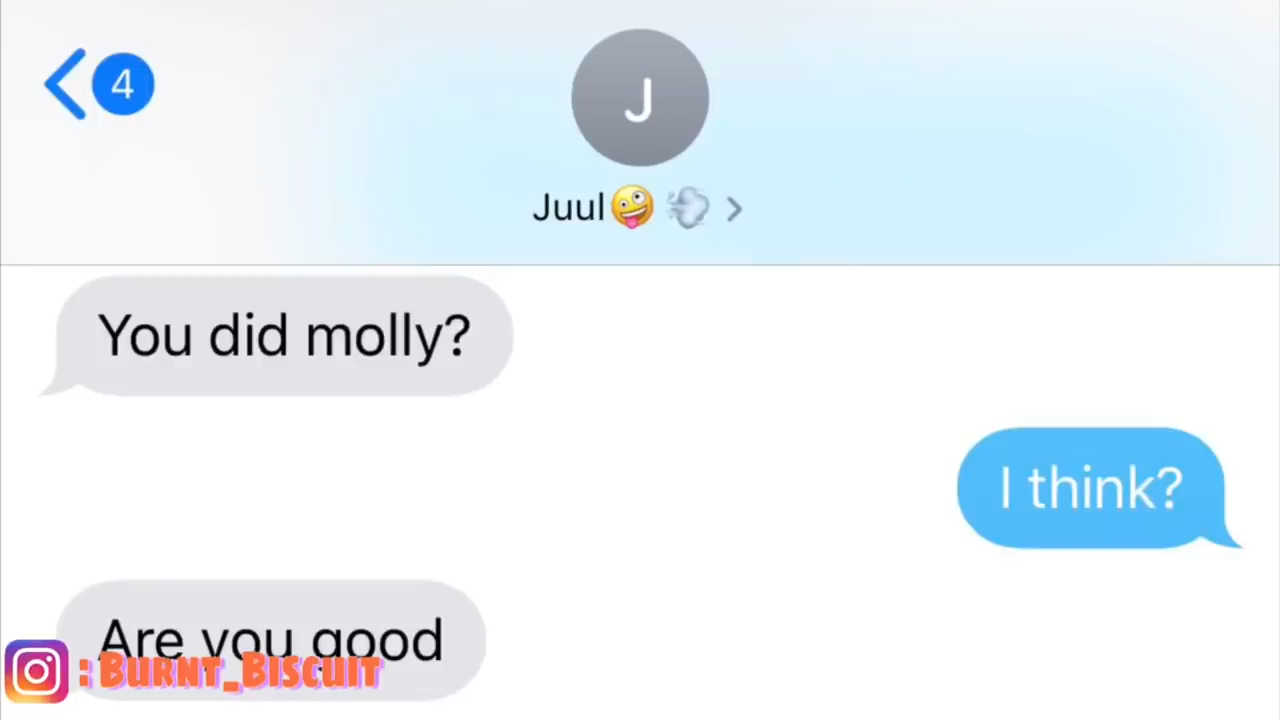 4
J
Juul🤪💨
You did molly?
I think?
Are you good
: BURNT_BISCUIT